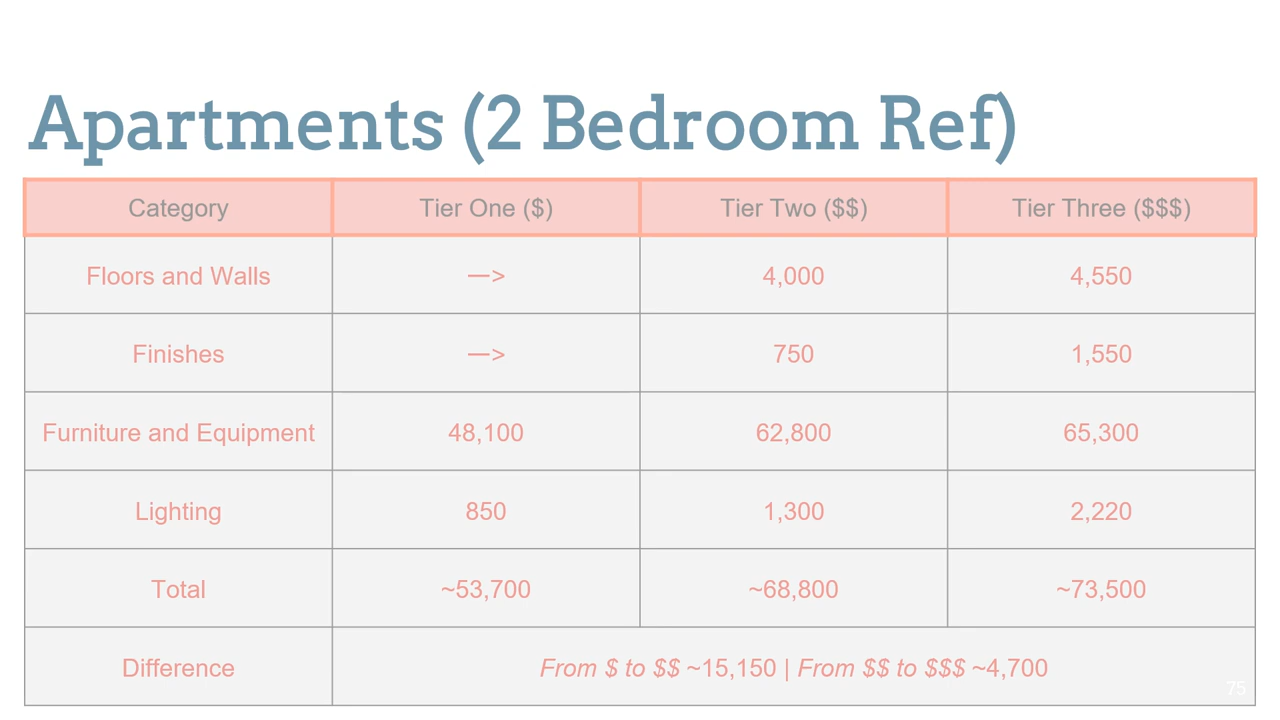 Apartments (2 Bedroom Ref)
Category Tier One ($) Tier Two ($$) Tier Three ($$$)
Floors and Walls —> 4,000 4,550
Finishes —> 750 1,550
Furniture and Equipment 48,100 62,800 65,300
Lighting 850 1,300 2,220
Total ~53,700 ~68,800 ~73,500
Difference From $ to $$ ~15,150 | From $$ to $$$ ~4,700
75